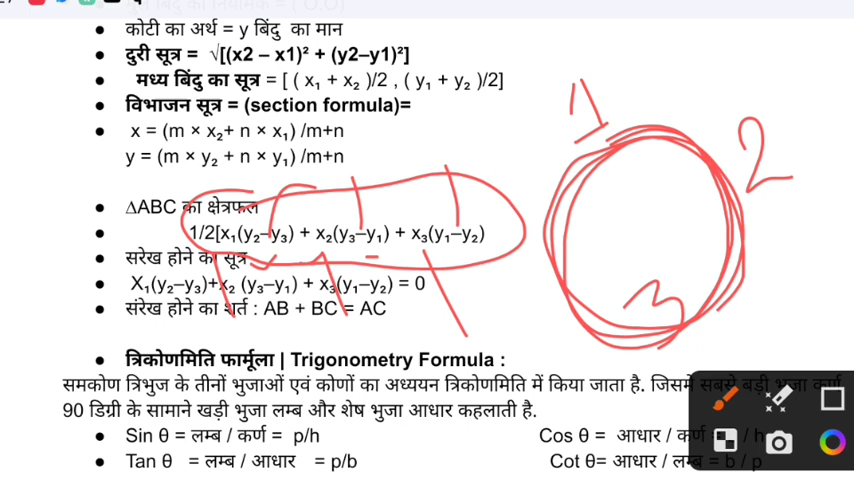 कोटी का अर्थ = y बिंदु का मान
दुरी सूत्र = √[(x2 – x1)² + (y2–y1)²]
मध्य बिंदु का सूत्र = [ ( x₁ + x₂ )/2 , ( y₁ + y₂ )/2]
विभाजन सूत्र = (section formula)=
x = (m × x₂+ n × x₁) /m+n
y = (m × y₂ + n × y₁) /m+n
∆ABC का क्षेत्रफल
1/2[x₁(y₂–y₃) + x₂(y₃–y₁) + x₃(y₁–y₂)
सरेख होने का सूत्र
X₁(y₂–y₃)+x₂ (y₃–y₁) + x₃(y₁–y₂) = 0
संरेख होने का शर्त : AB + BC = AC
1
2
3
त्रिकोणमिति फार्मूला | Trigonometry Formula :
समकोण त्रिभुज के तीनों भुजाओं एवं कोणों का अध्ययन त्रिकोणमिति में किया जाता है. जिसमें सबसे बड़ी भुजा कर्ण
90 डिग्री के सामाने खड़ी भुजा लम्ब और शेष भुजा आधार कहलाती है.
Sin θ = लम्ब / कर्ण = p/h
Cos θ = आधार / कर्ण / h
Tan θ = लम्ब / आधार = p/b
Cot θ= आधार / लम्ब = b / p